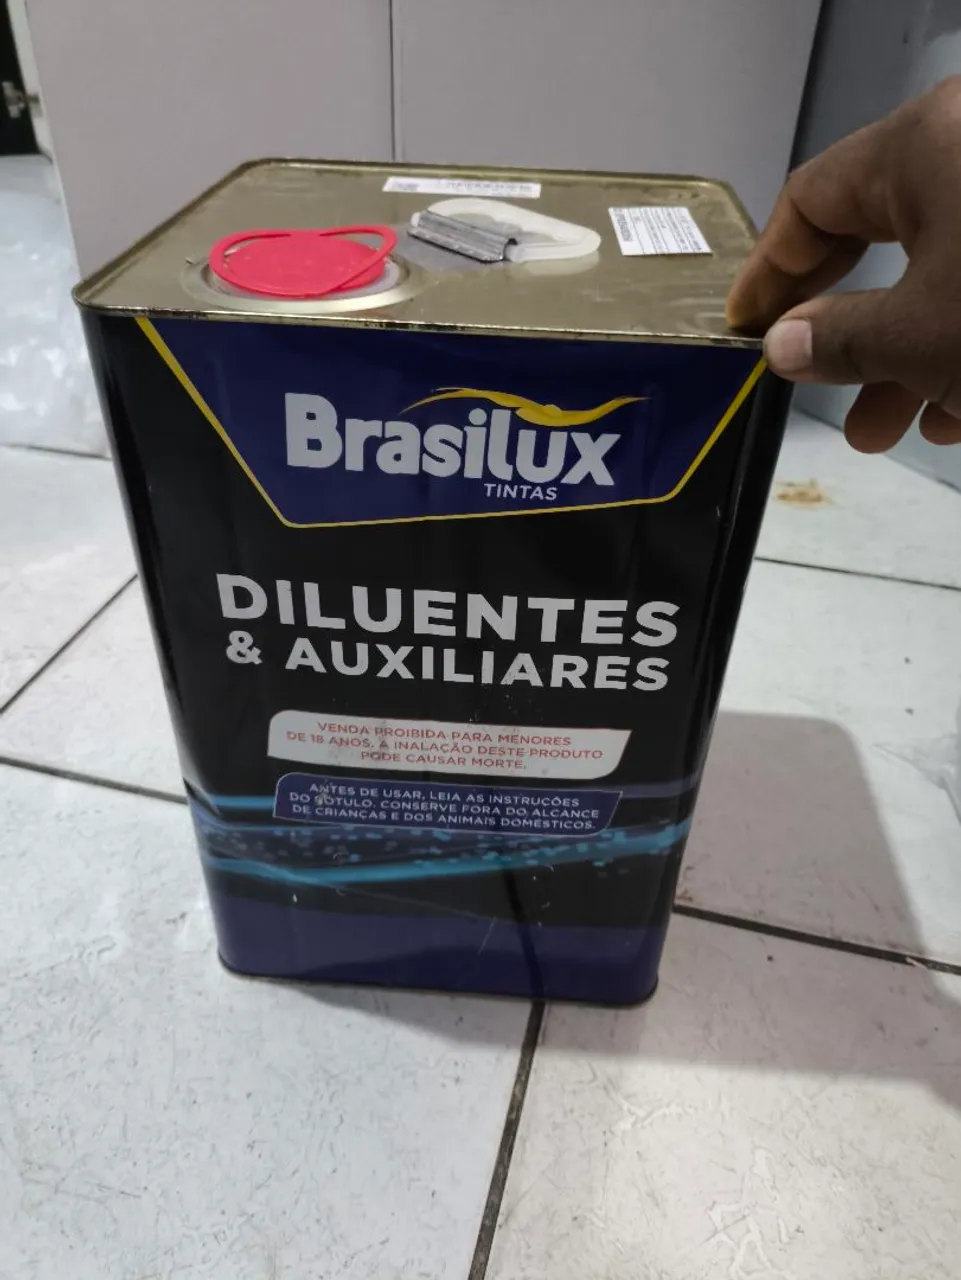 Brasilux
TINTAS
DILUENTES
& AUXILIARES
VENDA PROIBIDA PARA MENORES
DE 18 ANOS. A INALAÇÃO DESTE PRODUTO
PODE CAUSAR MORTE.
ANTES DE USAR, LEIA AS INSTRUÇÕES
DO RÓTULO. CONSERVE FORA DO ALCANCE
DE CRIANÇAS E DOS ANIMAIS DOMÉSTICOS.